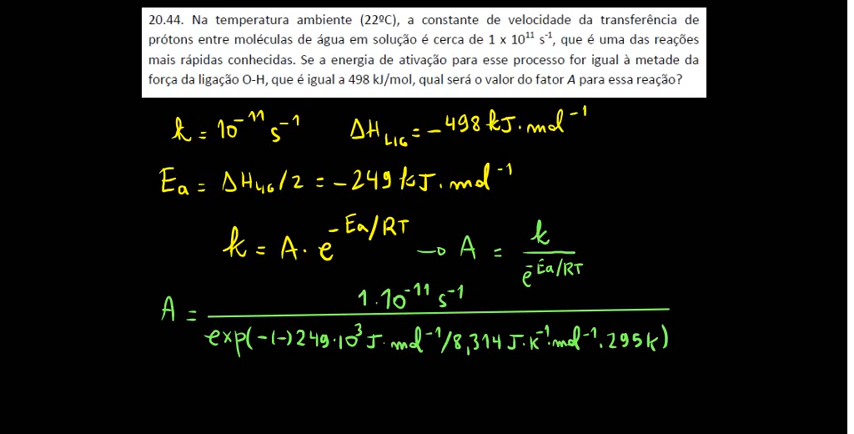 20.44. Na temperatura ambiente (22ºC), a constante de velocidade da transferência de
prótons entre moléculas de água em solução é cerca de 1 x 10¹¹ s⁻¹, que é uma das reações
mais rápidas conhecidas. Se a energia de ativação para esse processo for igual à metade da
força da ligação O-H, que é igual a 498 kJ/mol, qual será o valor do fator A para essa reação?
k = 10⁻¹¹ s⁻¹ ΔH_LIG = -498 kJ·mol⁻¹
Ea = ΔH_LIG/2 = -249 kJ·mol⁻¹
k = A · e^(-Ea/RT) → A = k / e^(-Ea/RT)
A = 1·10⁻¹¹ s⁻¹
exp(-(-)249·10³ J·mol⁻¹/8,314 J·K⁻¹·mol⁻¹·295K)